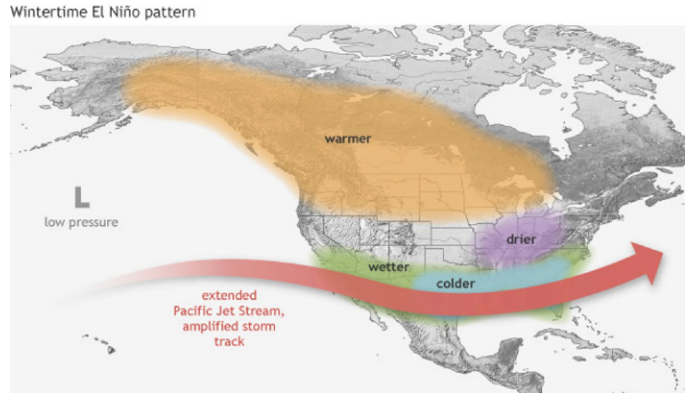 Wintertime El Niño pattern
warmer
L
low pressure
drier
wetter
colder
extended
Pacific Jet Stream,
amplified storm
track